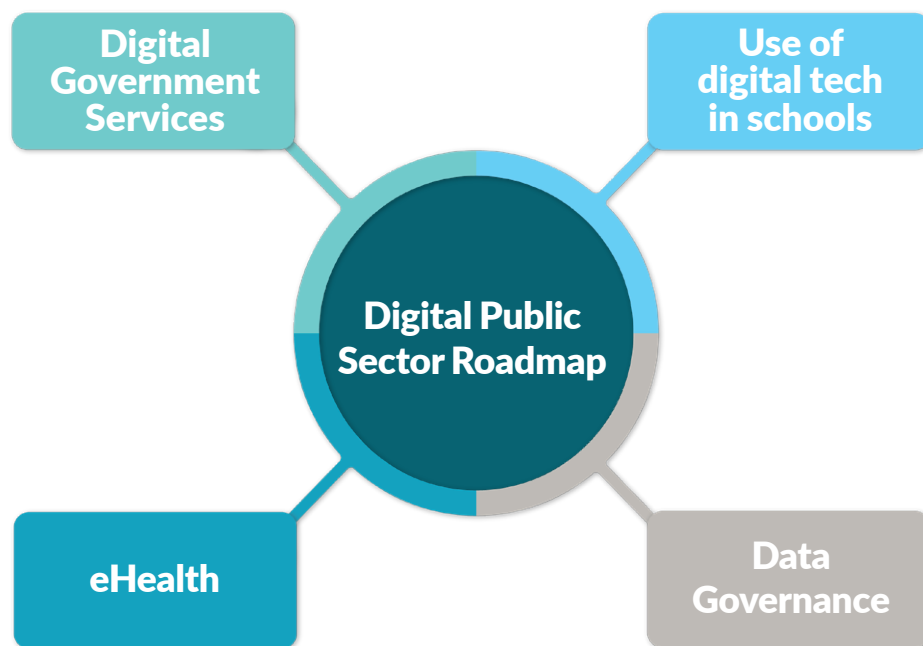 Digital
Government
Services
Use of
digital tech
in schools
Digital Public
Sector Roadmap
eHealth
Data
Governance